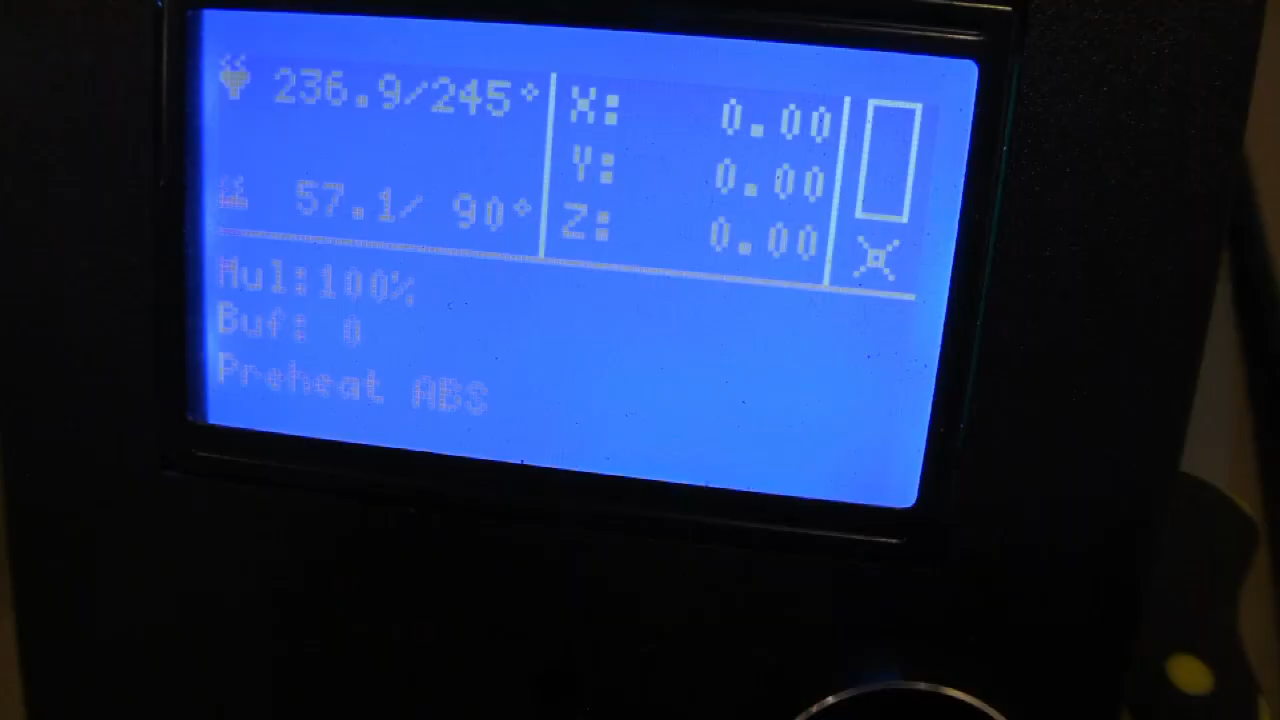 236.9/245°
X: 0.00
Y: 0.00
57.1/ 90°
Z: 0.00
Mul:100%
Buf: 0
Preheat ABS